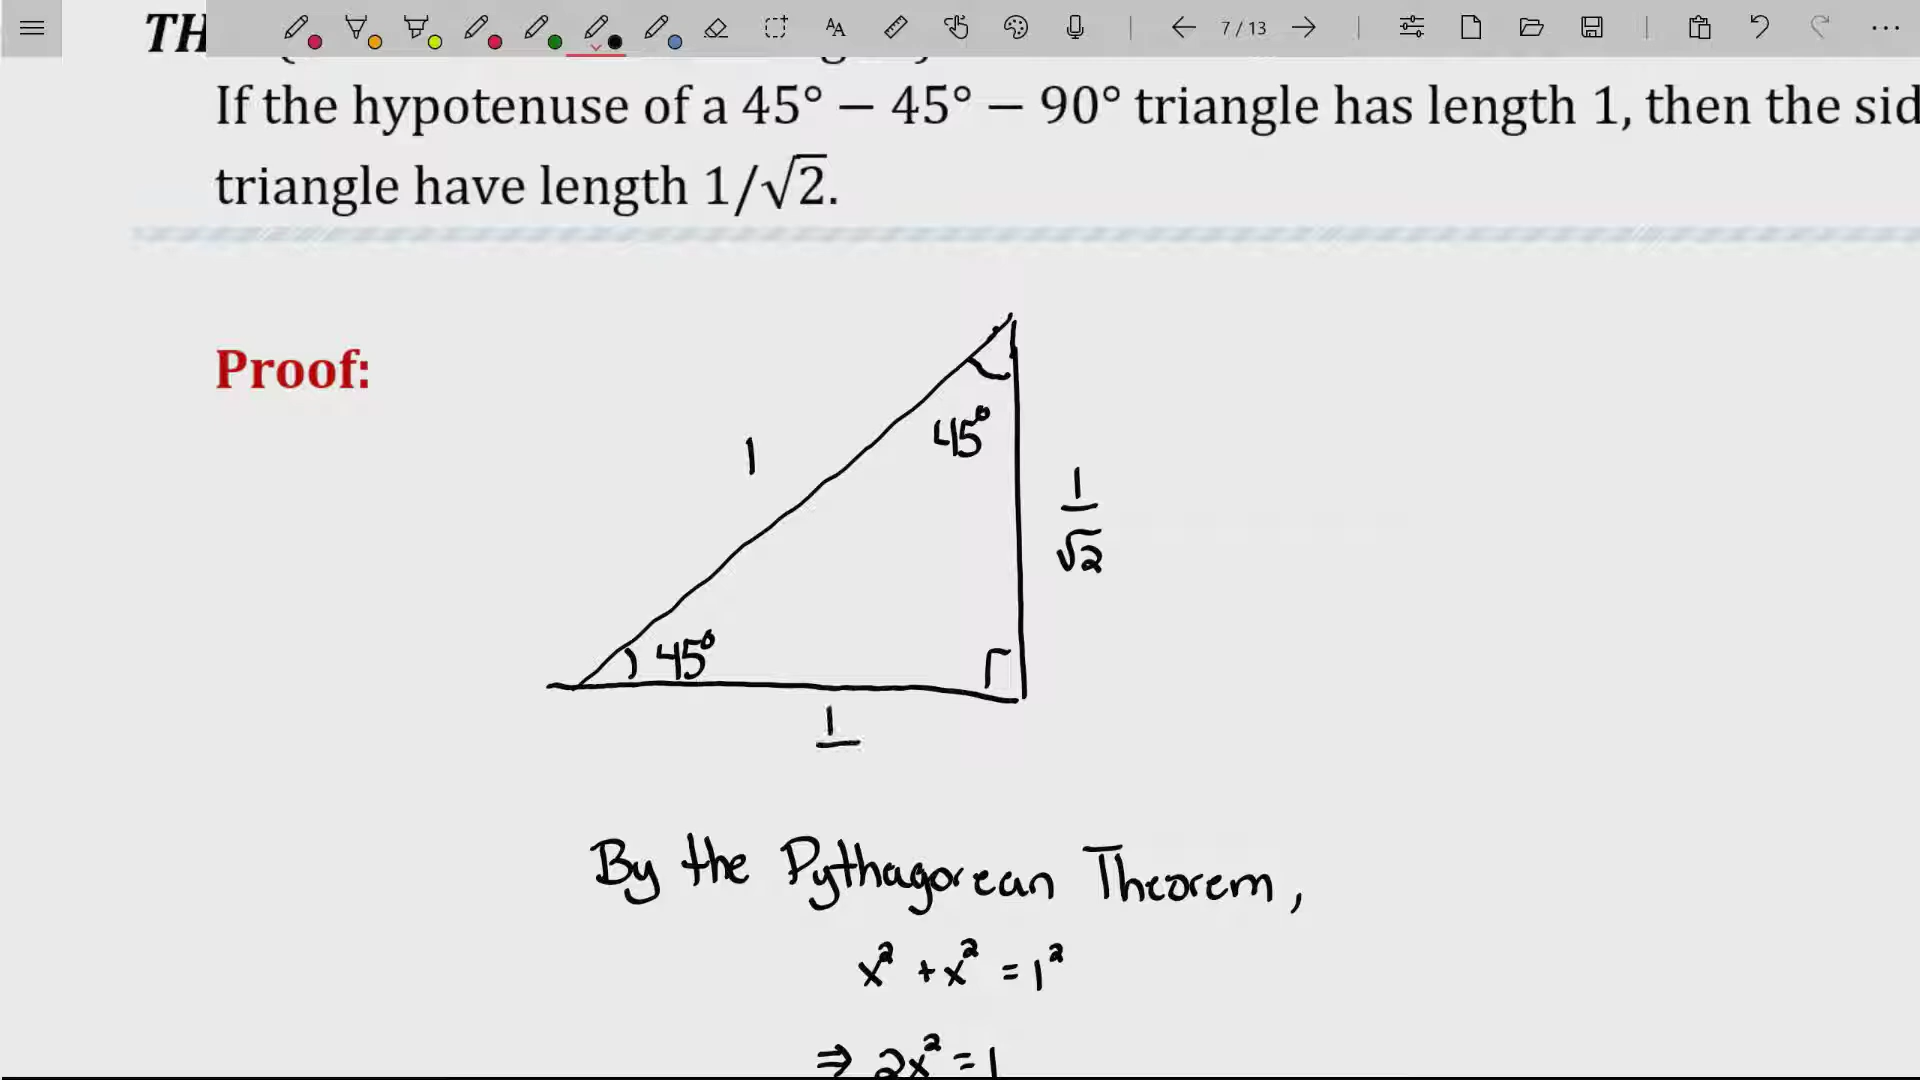 TH
7 / 13
If the hypotenuse of a 45° − 45° − 90° triangle has length 1, then the sid
triangle have length 1/√2.
Proof:
1
45°
1
√2
45°
1
By the Pythagorean Theorem,
x² + x² = 1²
⇒ 2x² = 1